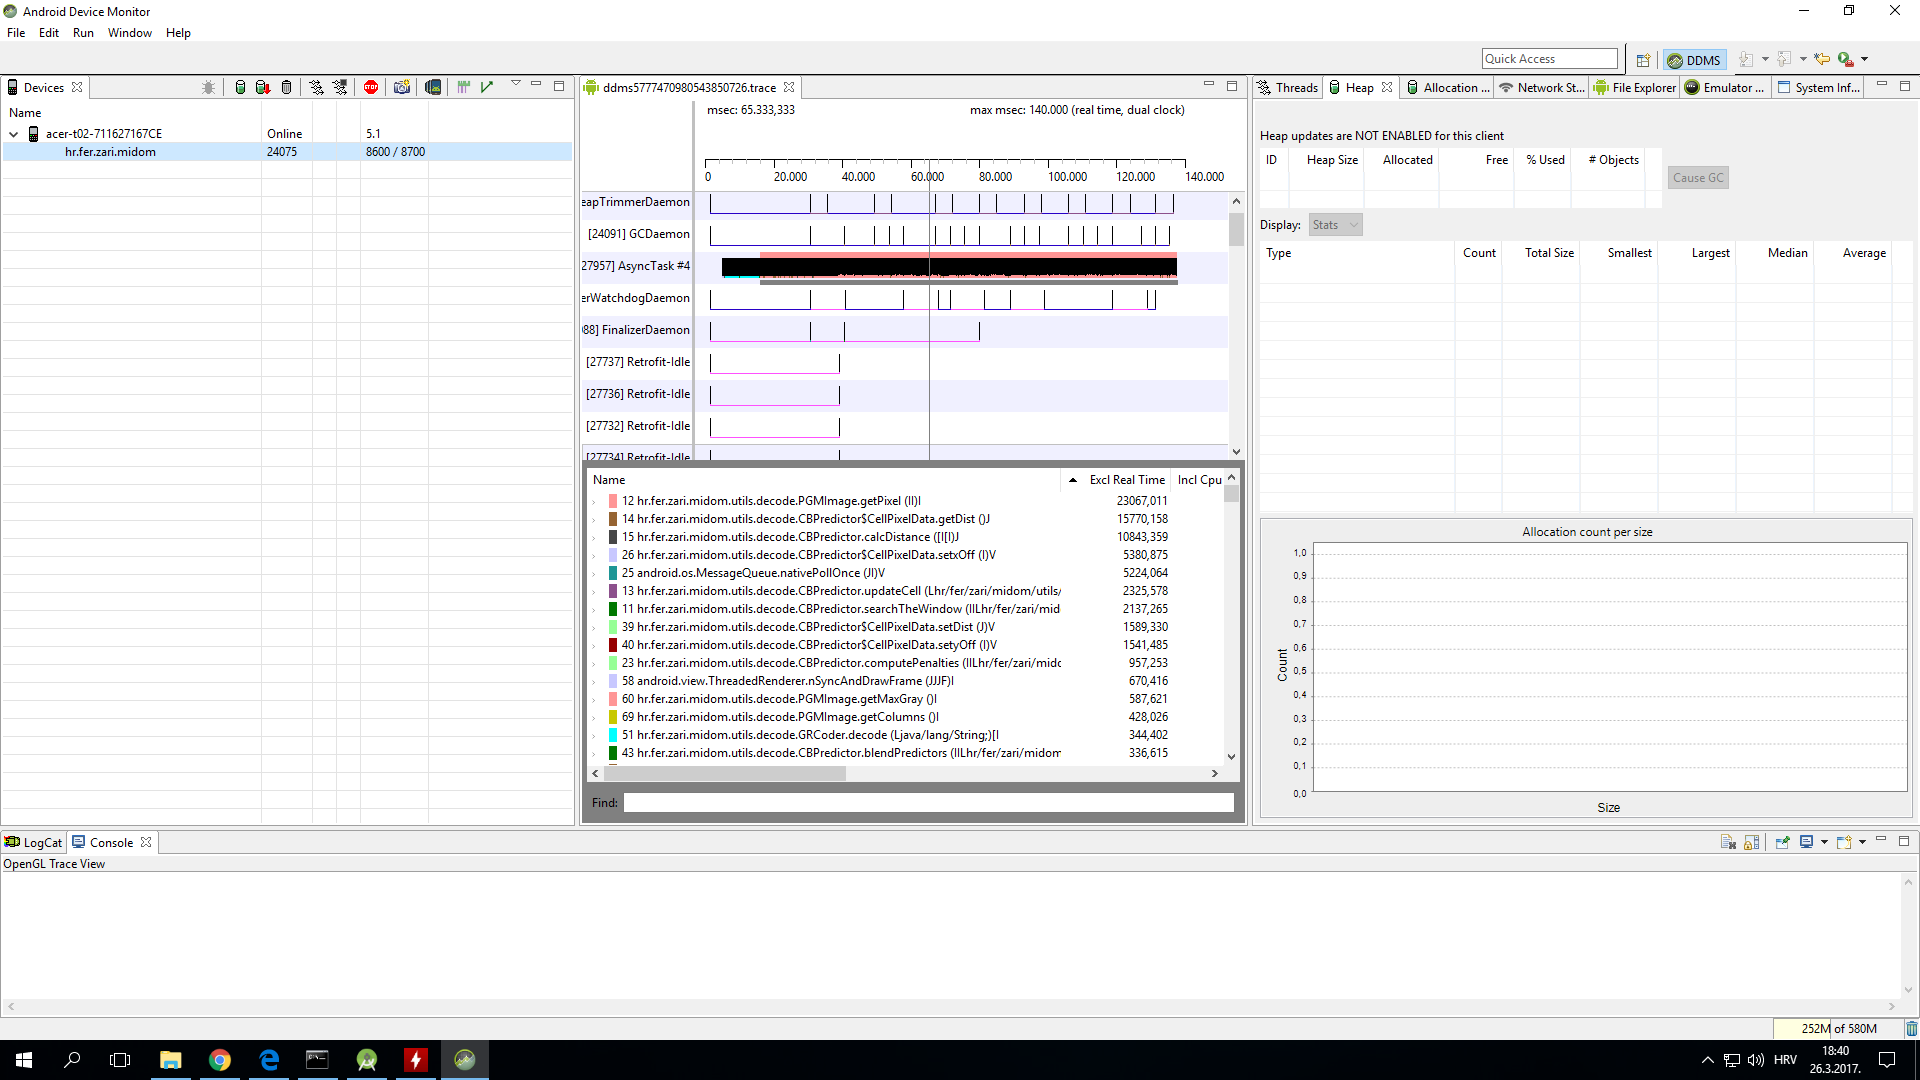 Android Device Monitor
File Edit Run Window Help
Quick Access
DDMS
Devices
Name
acer-t02-711627167CE Online 5.1
hr.fer.zari.midom 24075 8600 / 8700
ddms5777470980543850726.trace
msec: 65.333,333 max msec: 140.000 (real time, dual clock)
0 20.000 40.000 60.000 80.000 100.000 120.000 140.000
eapTrimmerDaemon
[24091] GCDaemon
27957] AsyncTask #4
erWatchdogDaemon
088] FinalizerDaemon
[27737] Retrofit-Idle
[27736] Retrofit-Idle
[27732] Retrofit-Idle
[27734] Retrofit-Idle
Name Excl Real Time Incl Cpu
12 hr.fer.zari.midom.utils.decode.PGMImage.getPixel (II)I 23067,011
14 hr.fer.zari.midom.utils.decode.CBPredictor$CellPixelData.getDist ()J 15770,158
15 hr.fer.zari.midom.utils.decode.CBPredictor.calcDistance ([I[I)J 10843,359
26 hr.fer.zari.midom.utils.decode.CBPredictor$CellPixelData.setxOff (I)V 5380,875
25 android.os.MessageQueue.nativePollOnce (JI)V 5224,064
13 hr.fer.zari.midom.utils.decode.CBPredictor.updateCell (Lhr/fer/zari/midom/utils/ 2325,578
11 hr.fer.zari.midom.utils.decode.CBPredictor.searchTheWindow (IILhr/fer/zari/mid 2137,265
39 hr.fer.zari.midom.utils.decode.CBPredictor$CellPixelData.setDist (J)V 1589,330
40 hr.fer.zari.midom.utils.decode.CBPredictor$CellPixelData.setyOff (I)V 1541,485
23 hr.fer.zari.midom.utils.decode.CBPredictor.computePenalties (IILhr/fer/zari/mido 957,253
58 android.view.ThreadedRenderer.nSyncAndDrawFrame (JJJF)I 670,416
60 hr.fer.zari.midom.utils.decode.PGMImage.getMaxGray ()I 587,621
69 hr.fer.zari.midom.utils.decode.PGMImage.getColumns ()I 428,026
51 hr.fer.zari.midom.utils.decode.GRCoder.decode (Ljava/lang/String;)[I 344,402
43 hr.fer.zari.midom.utils.decode.CBPredictor.blendPredictors (IILhr/fer/zari/midom 336,615
Find:
Threads Heap Allocation ... Network St... File Explorer Emulator ... System Inf...
Heap updates are NOT ENABLED for this client
ID Heap Size Allocated Free % Used # Objects
Cause GC
Display: Stats
Type Count Total Size Smallest Largest Median Average
Allocation count per size
1,0
0,9
0,8
0,7
0,6
0,5
0,4
0,3
0,2
0,1
0,0
Count
Size
LogCat Console
OpenGL Trace View
252M of 580M
HRV
18:40
26.3.2017.